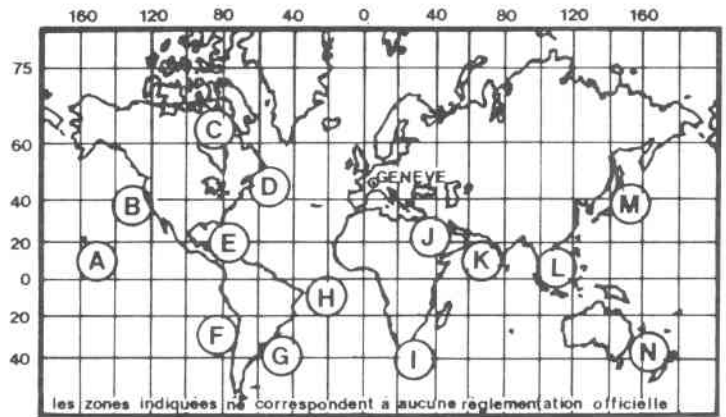 160 120 80 40 0 40 80 120 160
75
C
60
GENEVE
D
B
M
40
J
E
20
A
K
L
0
H
20
F
G
I
N
40
les zones indiquées ne correspondent à aucune règlementation officielle